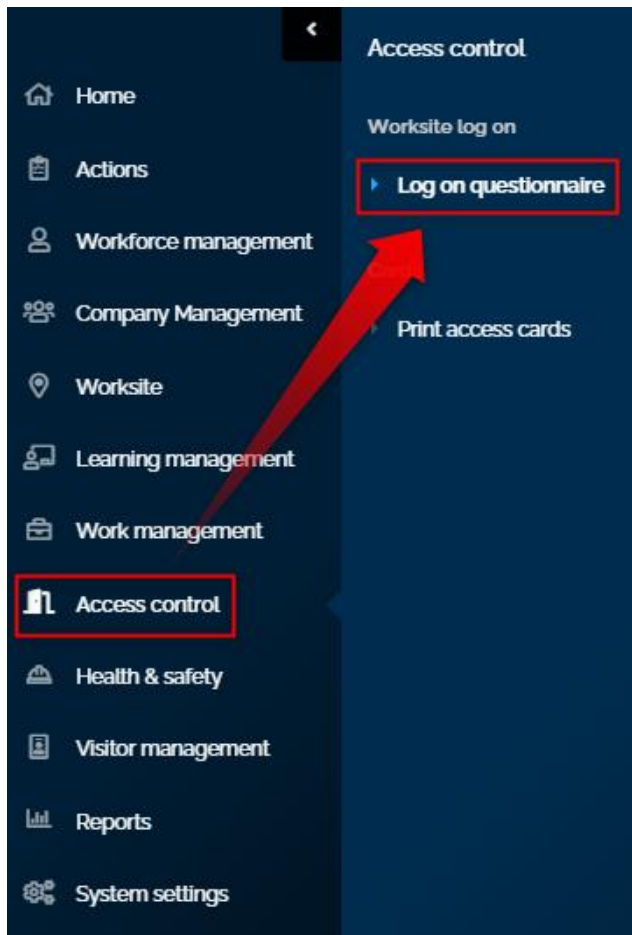 Home
Actions
Workforce management
Company Management
Worksite
Learning management
Work management
Access control
Health & safety
Visitor management
Reports
System settings
Access control
Worksite log on
Log on questionnaire
Print access cards